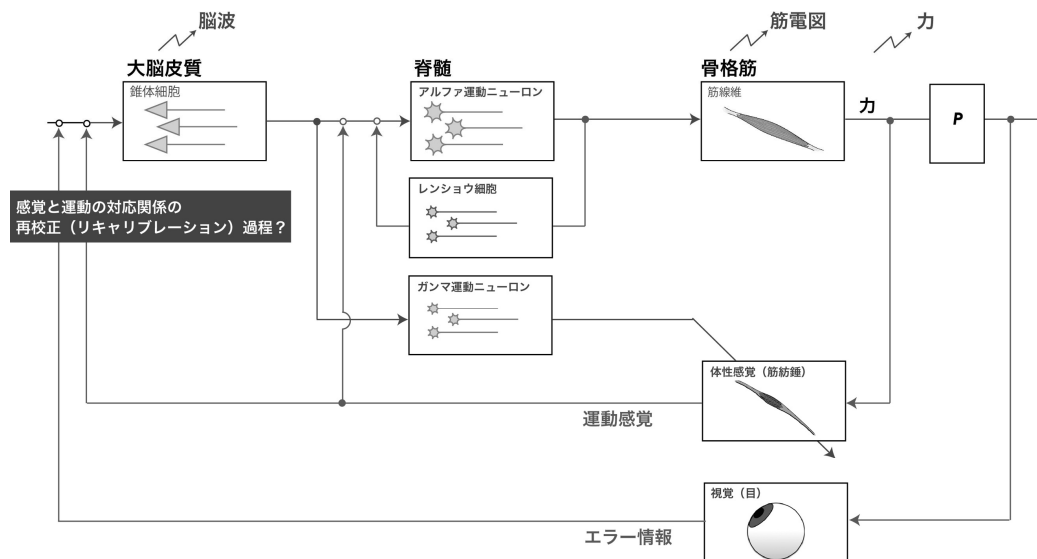 脳波
筋電図
力
大脳皮質
脊髄
骨格筋
錐体細胞
アルファ運動ニューロン
筋線維
力
P
レンショウ細胞
感覚と運動の対応関係の
再校正（リキャリブレーション）過程？
ガンマ運動ニューロン
体性感覚（筋紡錘）
運動感覚
視覚（目）
エラー情報